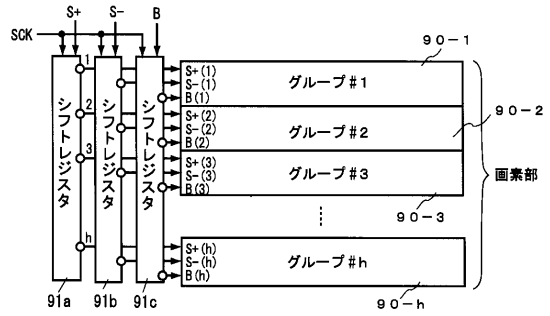 S+ S- B
SCK
90-1
シフトレジスタ
シフトレジスタ
シフトレジスタ
1
2
3
h
S+(1)
S-(1)
B(1)
グループ#1
S+(2)
S-(2)
B(2)
グループ#2
90-2
S+(3)
S-(3)
B(3)
グループ#3
画素部
90-3
S+(h)
S-(h)
B(h)
グループ#h
91a 91b 91c
90-h